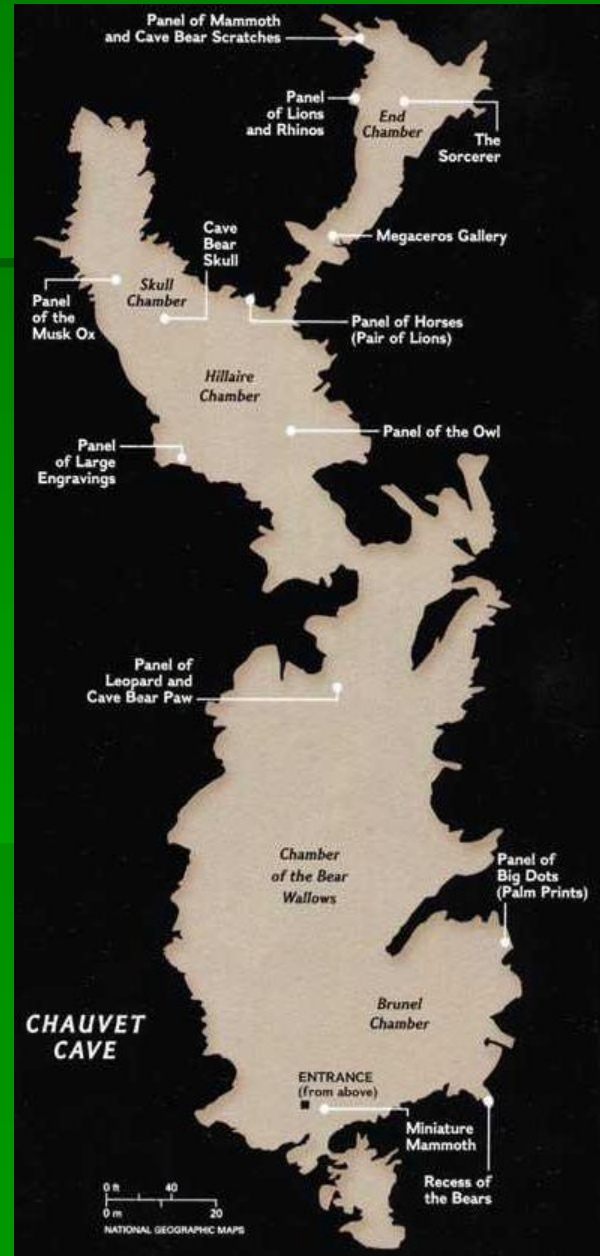 Panel of Mammoth
and Cave Bear Scratches
Panel
of Lions
and Rhinos
End
Chamber
The
Sorcerer
Cave
Bear
Skull
Megaceros Gallery
Skull
Chamber
Panel
of the
Musk Ox
Panel of Horses
(Pair of Lions)
Hillaire
Chamber
Panel of the Owl
Panel
of Large
Engravings
Panel of
Leopard and
Cave Bear Paw
Chamber
of the Bear
Wallows
Panel of
Big Dots
(Palm Prints)
Brunel
Chamber
CHAUVET
CAVE
ENTRANCE
(from above)
Miniature
Mammoth
Recess of
the Bears
0 ft 40
0 m 20
NATIONAL GEOGRAPHIC MAPS